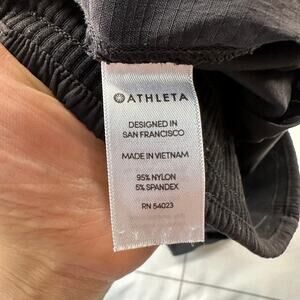 ATHLETA
DESIGNED IN
SAN FRANCISCO
MADE IN VIETNAM
95% NYLON
5% SPANDEX
RN 54023